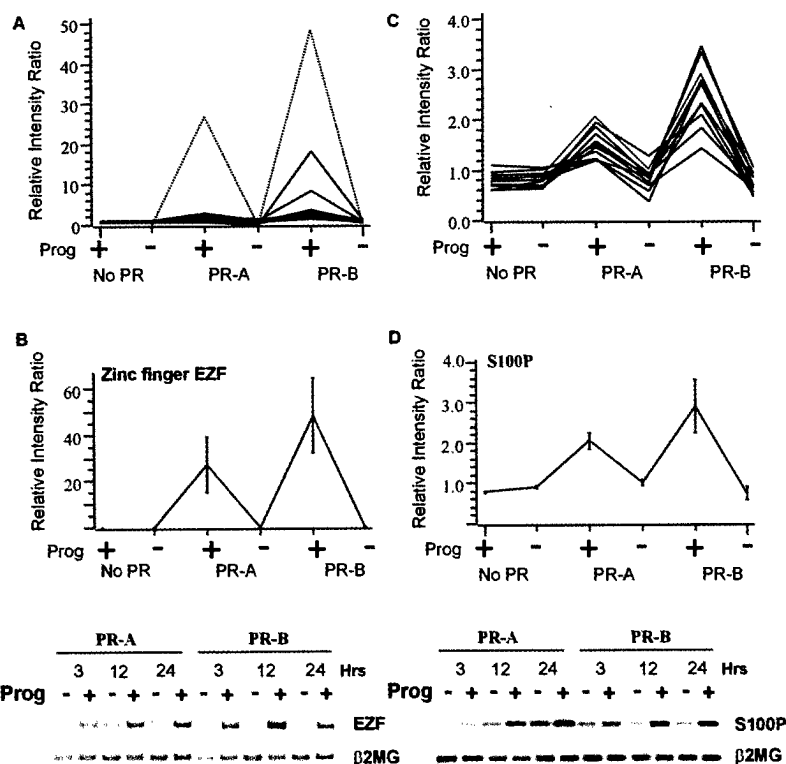 A
Relative Intensity Ratio
50
40
30
20
10
0
Prog + - + - + -
No PR PR-A PR-B
C
Relative Intensity Ratio
4.0
3.0
2.0
1.0
0.0
Prog + - + - + -
No PR PR-A PR-B
B
Zinc finger EZF
Relative Intensity Ratio
60
40
20
Prog + - + - + -
No PR PR-A PR-B
D
S100P
Relative Intensity Ratio
4.0
3.0
2.0
1.0
Prog + - + - + -
No PR PR-A PR-B
PR-A PR-B
3 12 24 3 12 24 Hrs
Prog - + - + - + - + - + - +
EZF
β2MG
PR-A PR-B
3 12 24 3 12 24 Hrs
Prog - + - + - + - + - + - +
S100P
β2MG